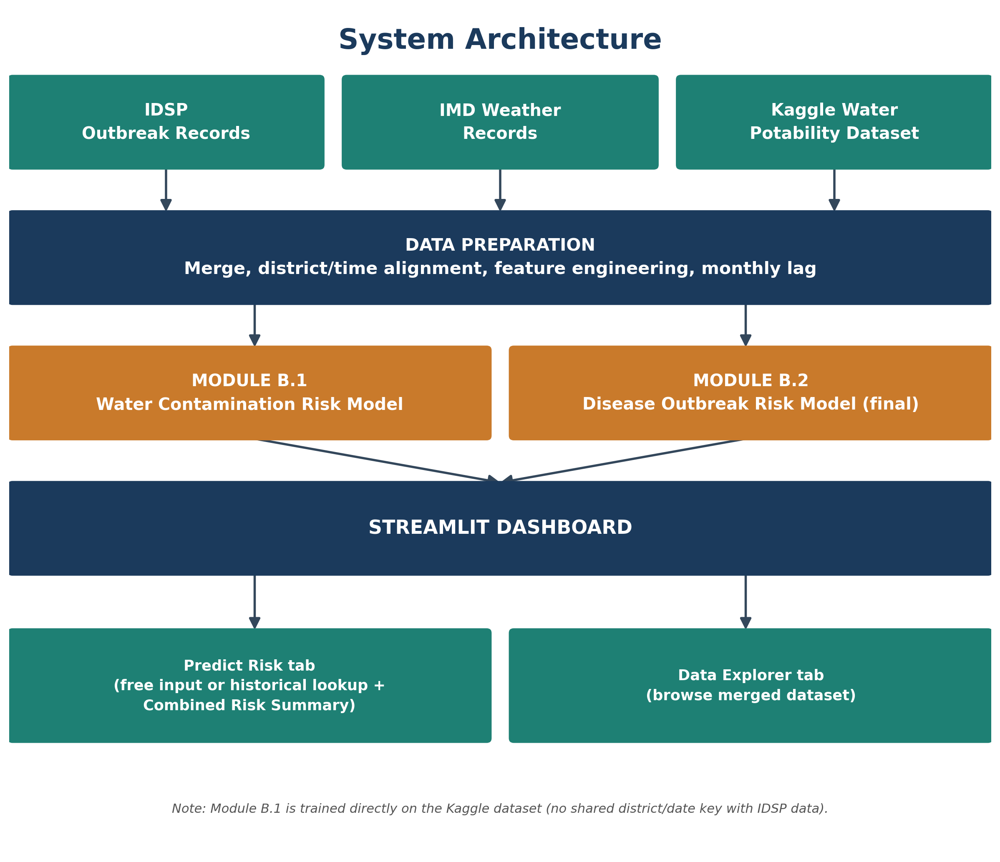 System Architecture
IDSP
Outbreak Records
IMD Weather
Records
Kaggle Water
Potability Dataset
DATA PREPARATION
Merge, district/time alignment, feature engineering, monthly lag
MODULE B.1
Water Contamination Risk Model
MODULE B.2
Disease Outbreak Risk Model (final)
STREAMLIT DASHBOARD
Predict Risk tab
(free input or historical lookup +
Combined Risk Summary)
Data Explorer tab
(browse merged dataset)
Note: Module B.1 is trained directly on the Kaggle dataset (no shared district/date key with IDSP data).